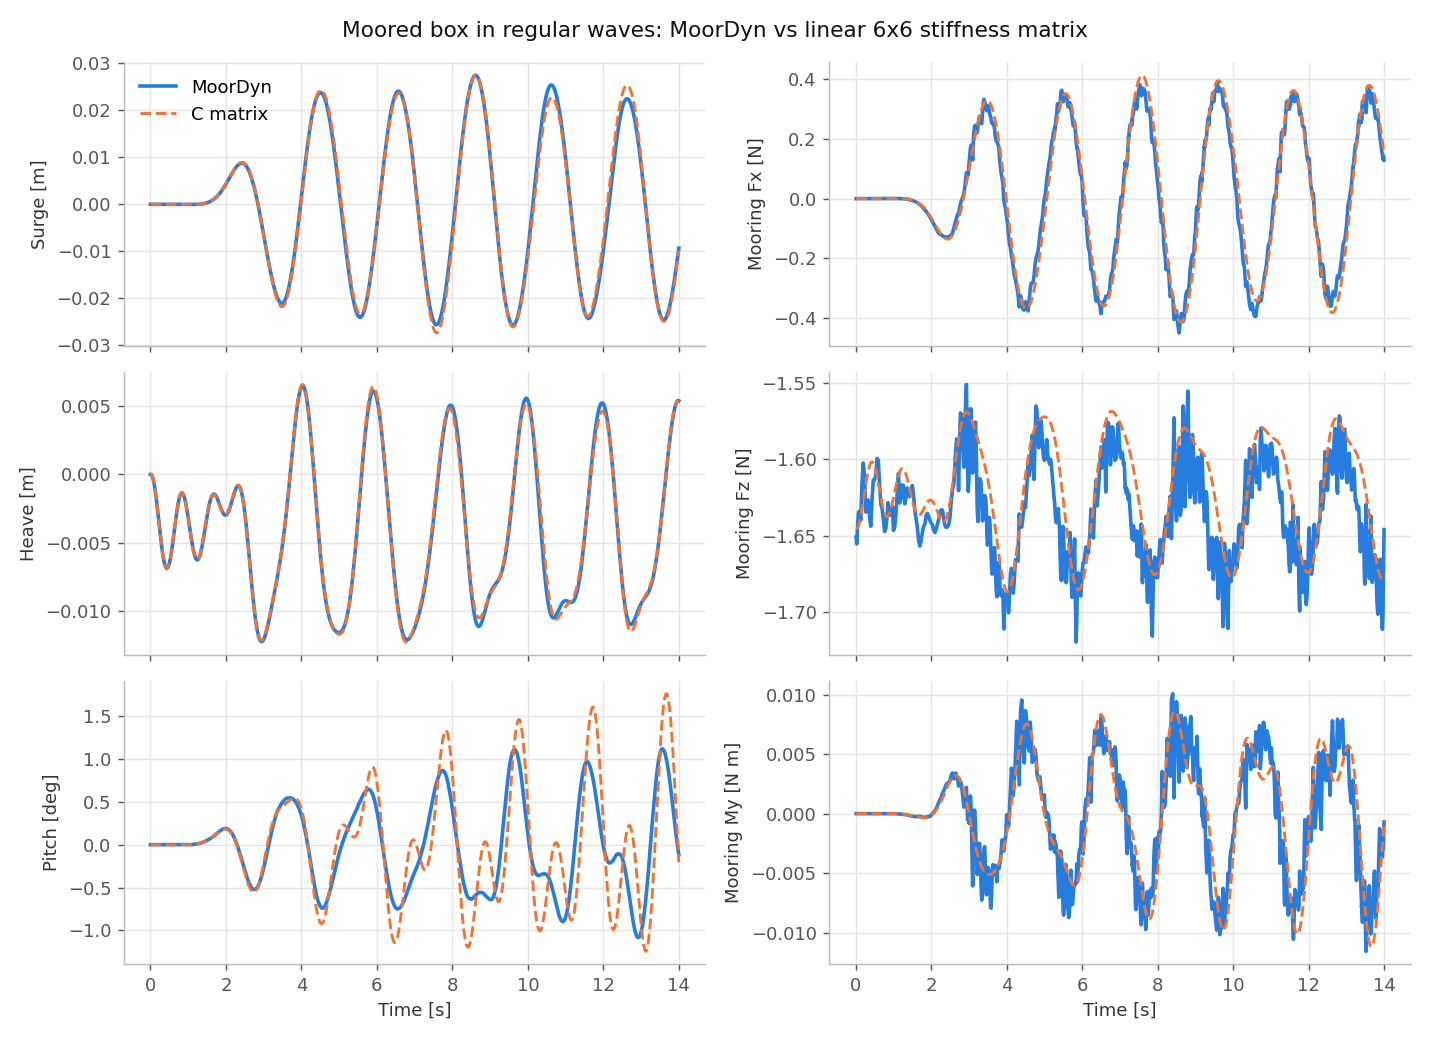 Moored box in regular waves: MoorDyn vs linear 6x6 stiffness matrix
MoorDyn
C matrix
Surge [m]
0.03
0.02
0.01
0.00
−0.01
−0.02
−0.03
Mooring Fx [N]
0.4
0.2
0.0
−0.2
−0.4
Heave [m]
0.005
0.000
−0.005
−0.010
Mooring Fz [N]
−1.55
−1.60
−1.65
−1.70
Pitch [deg]
1.5
1.0
0.5
0.0
−0.5
−1.0
0 2 4 6 8 10 12 14
Time [s]
Mooring My [N m]
0.010
0.005
0.000
−0.005
−0.010
0 2 4 6 8 10 12 14
Time [s]